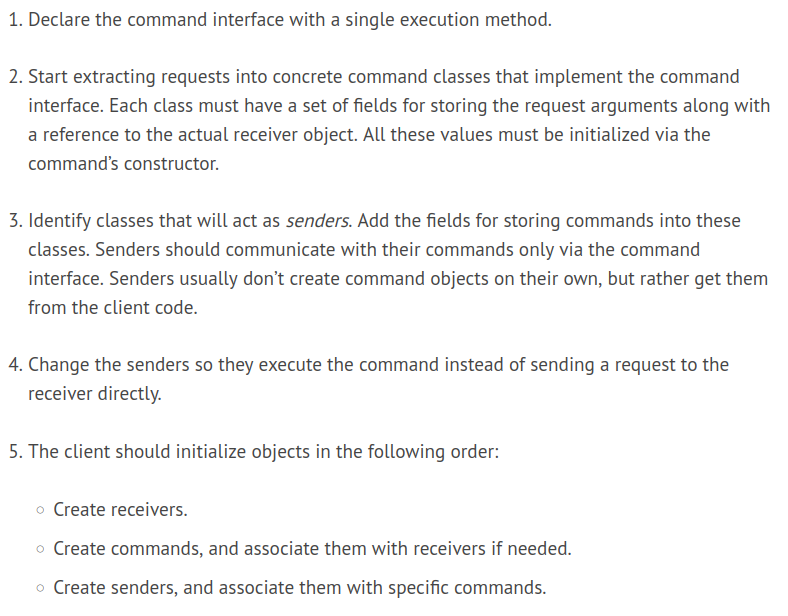 1. Declare the command interface with a single execution method.
2. Start extracting requests into concrete command classes that implement the command
interface. Each class must have a set of fields for storing the request arguments along with
a reference to the actual receiver object. All these values must be initialized via the
command’s constructor.
3. Identify classes that will act as senders. Add the fields for storing commands into these
classes. Senders should communicate with their commands only via the command
interface. Senders usually don’t create command objects on their own, but rather get them
from the client code.
4. Change the senders so they execute the command instead of sending a request to the
receiver directly.
5. The client should initialize objects in the following order:
○ Create receivers.
○ Create commands, and associate them with receivers if needed.
○ Create senders, and associate them with specific commands.